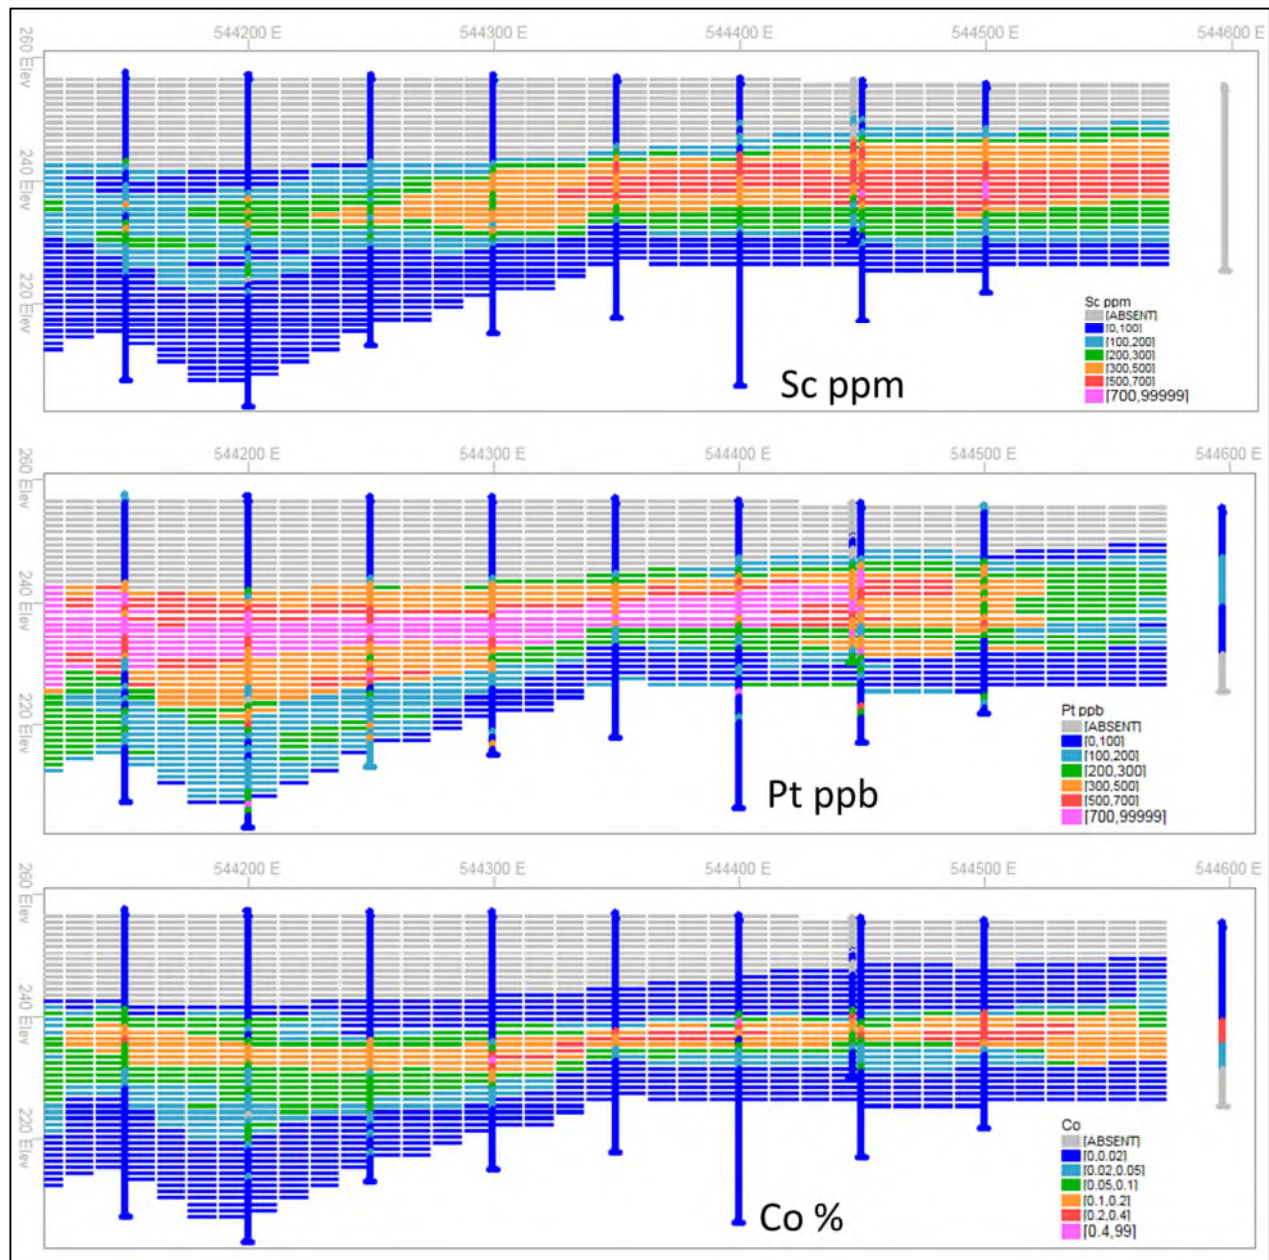 544200 E 544300 E 544400 E 544500 E 544600 E
260 Elev
240 Elev
220 Elev
Sc ppm
[ABSENT]
[0,100]
[100,200]
[200,300]
[300,500]
[500,700]
[700,99999]
Sc ppm
544200 E 544300 E 544400 E 544500 E 544600 E
260 Elev
240 Elev
220 Elev
Pt ppb
[ABSENT]
[0,100]
[100,200]
[200,300]
[300,500]
[500,700]
[700,99999]
Pt ppb
544200 E 544300 E 544400 E 544500 E 544600 E
260 Elev
240 Elev
220 Elev
Co
[ABSENT]
[0,0.02]
[0.02,0.05]
[0.05,0.1]
[0.1,0.2]
[0.2,0.4]
[0.4,99]
Co %